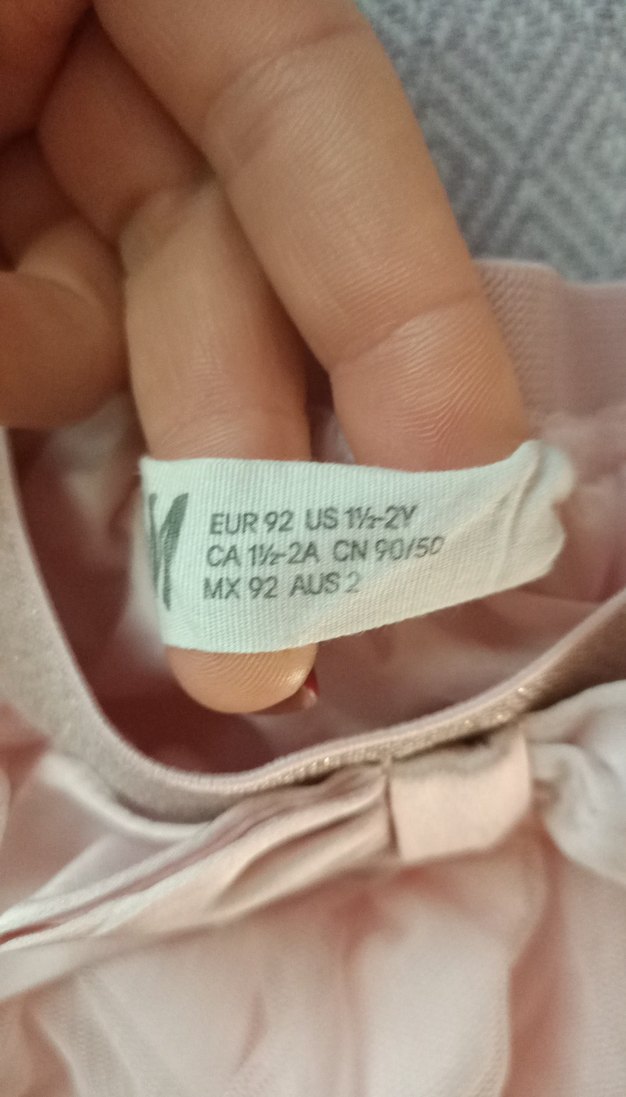 EUR 92 US 1½-2Y
CA 1½-2A CN 90/50
MX 92 AUS 2